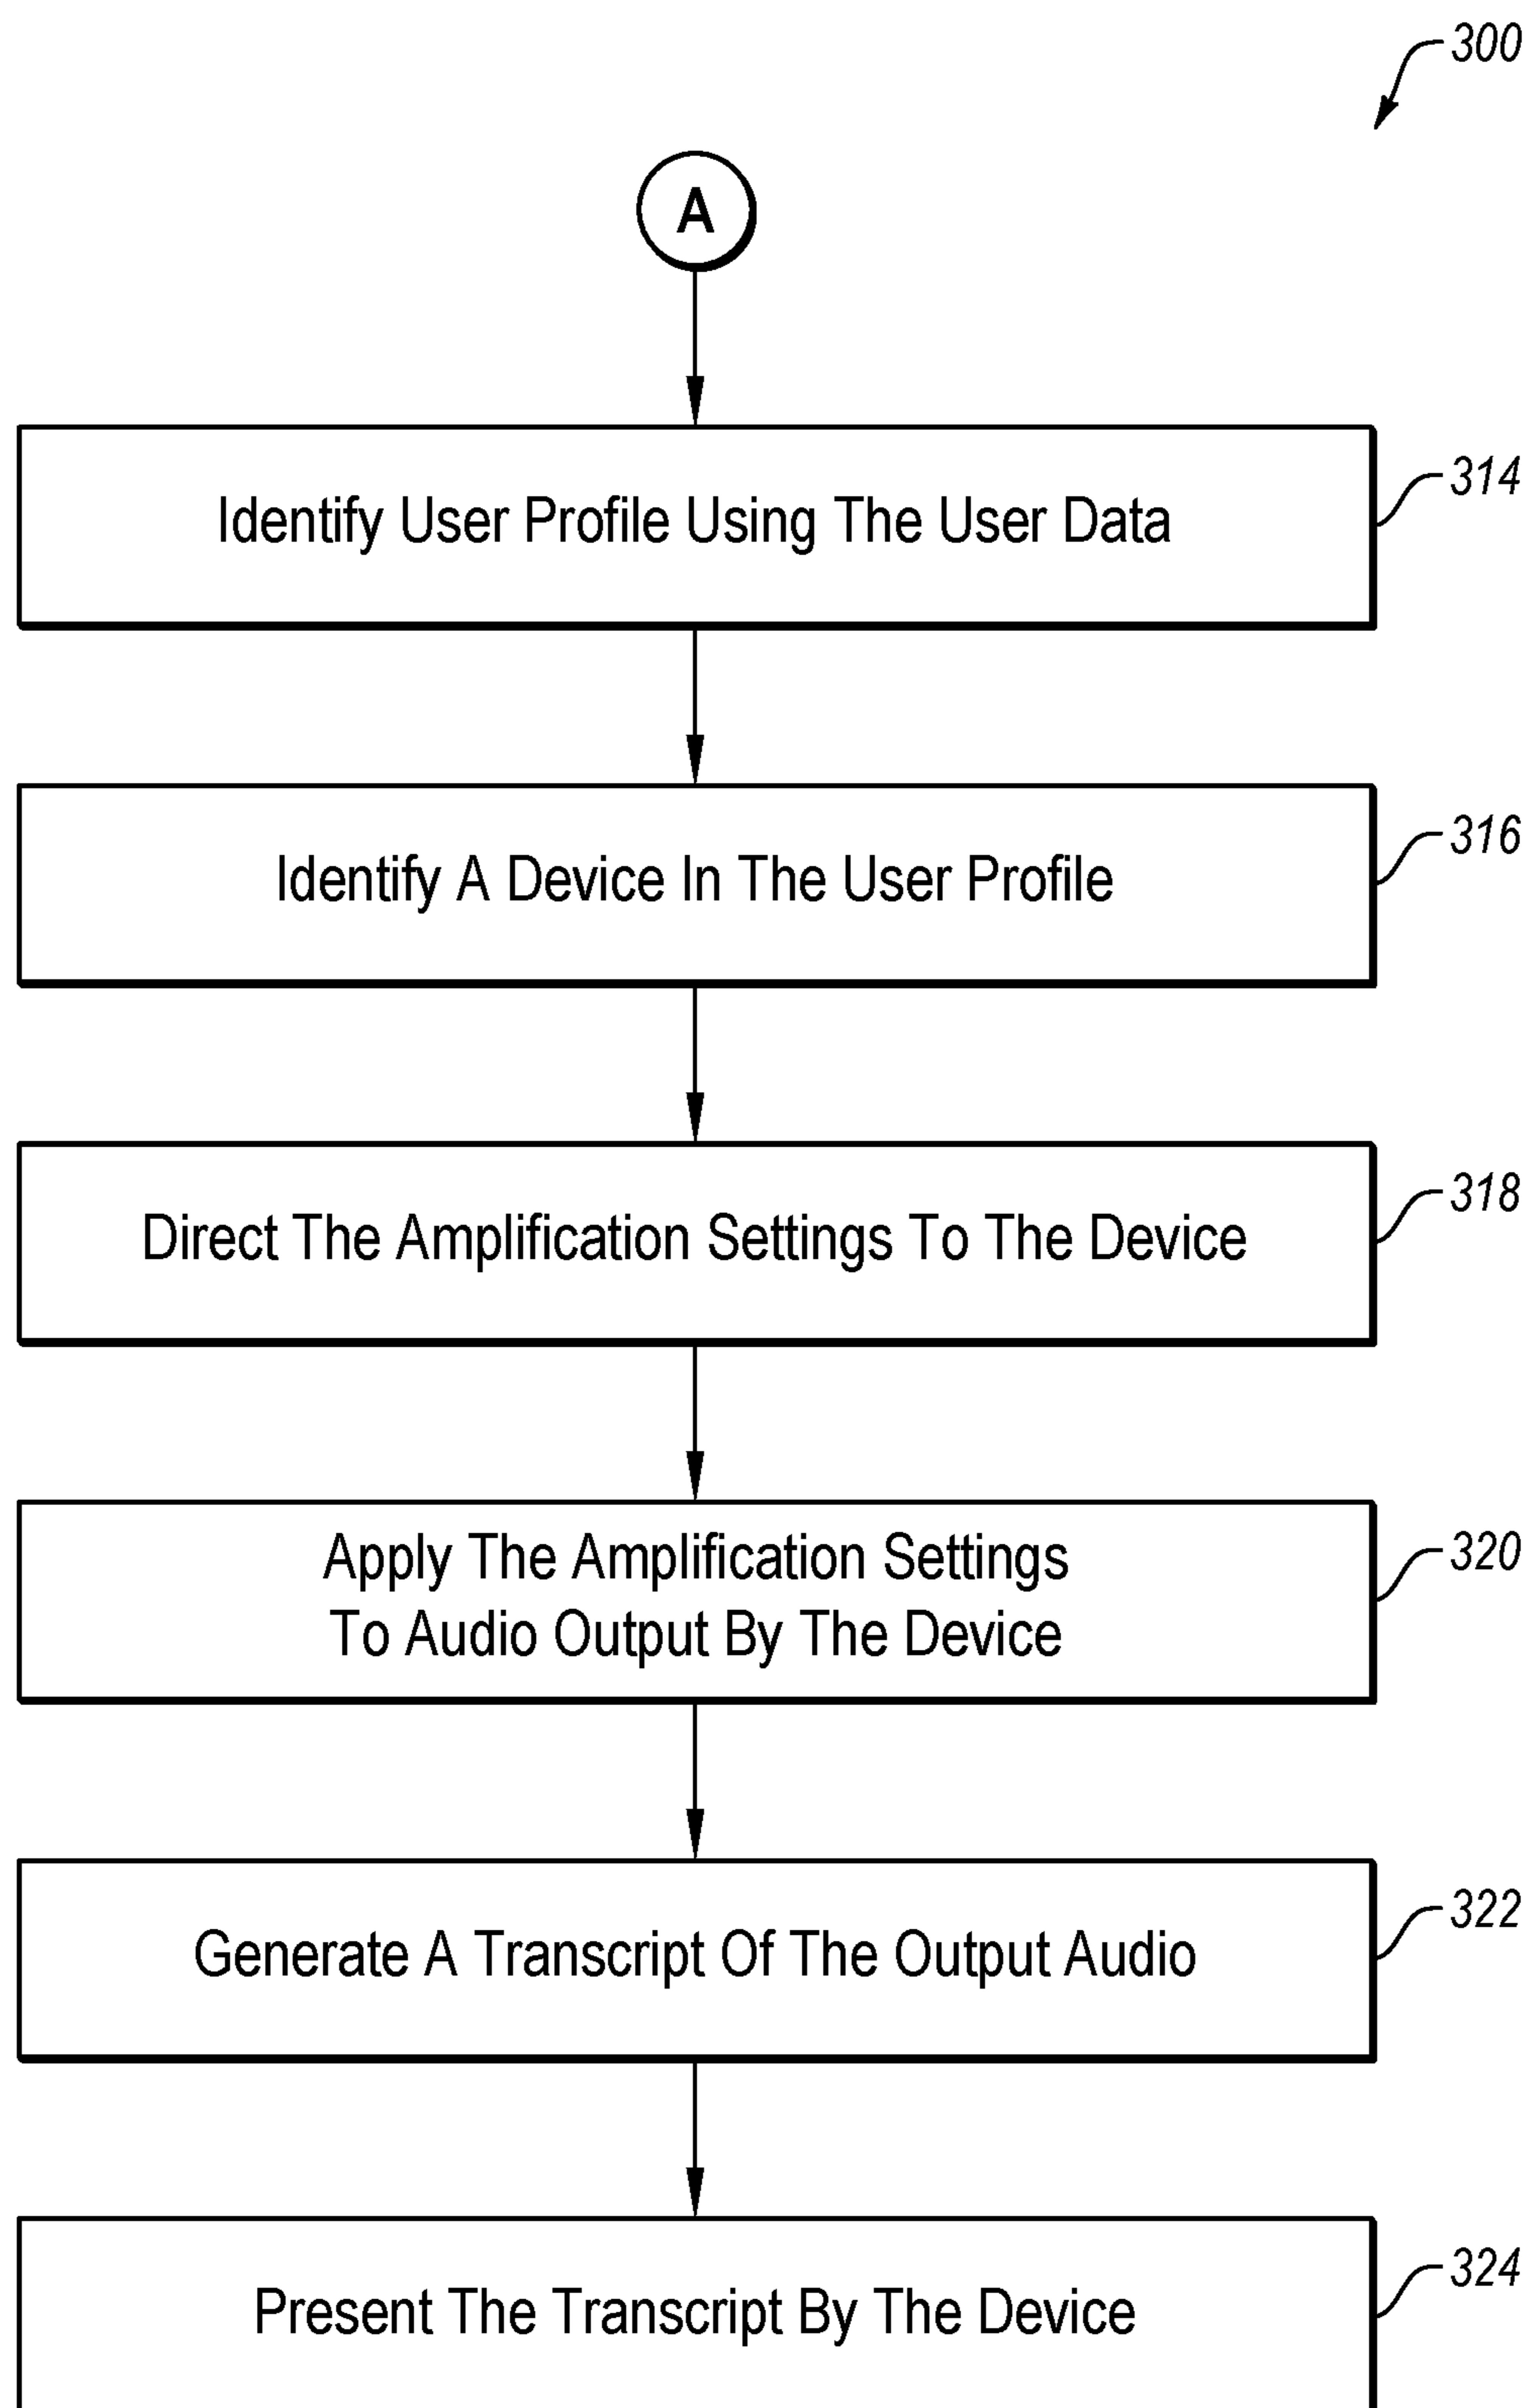 300
A
Identify User Profile Using The User Data
314
Identify A Device In The User Profile
316
Direct The Amplification Settings To The Device
318
Apply The Amplification Settings
To Audio Output By The Device
320
Generate A Transcript Of The Output Audio
322
Present The Transcript By The Device
324